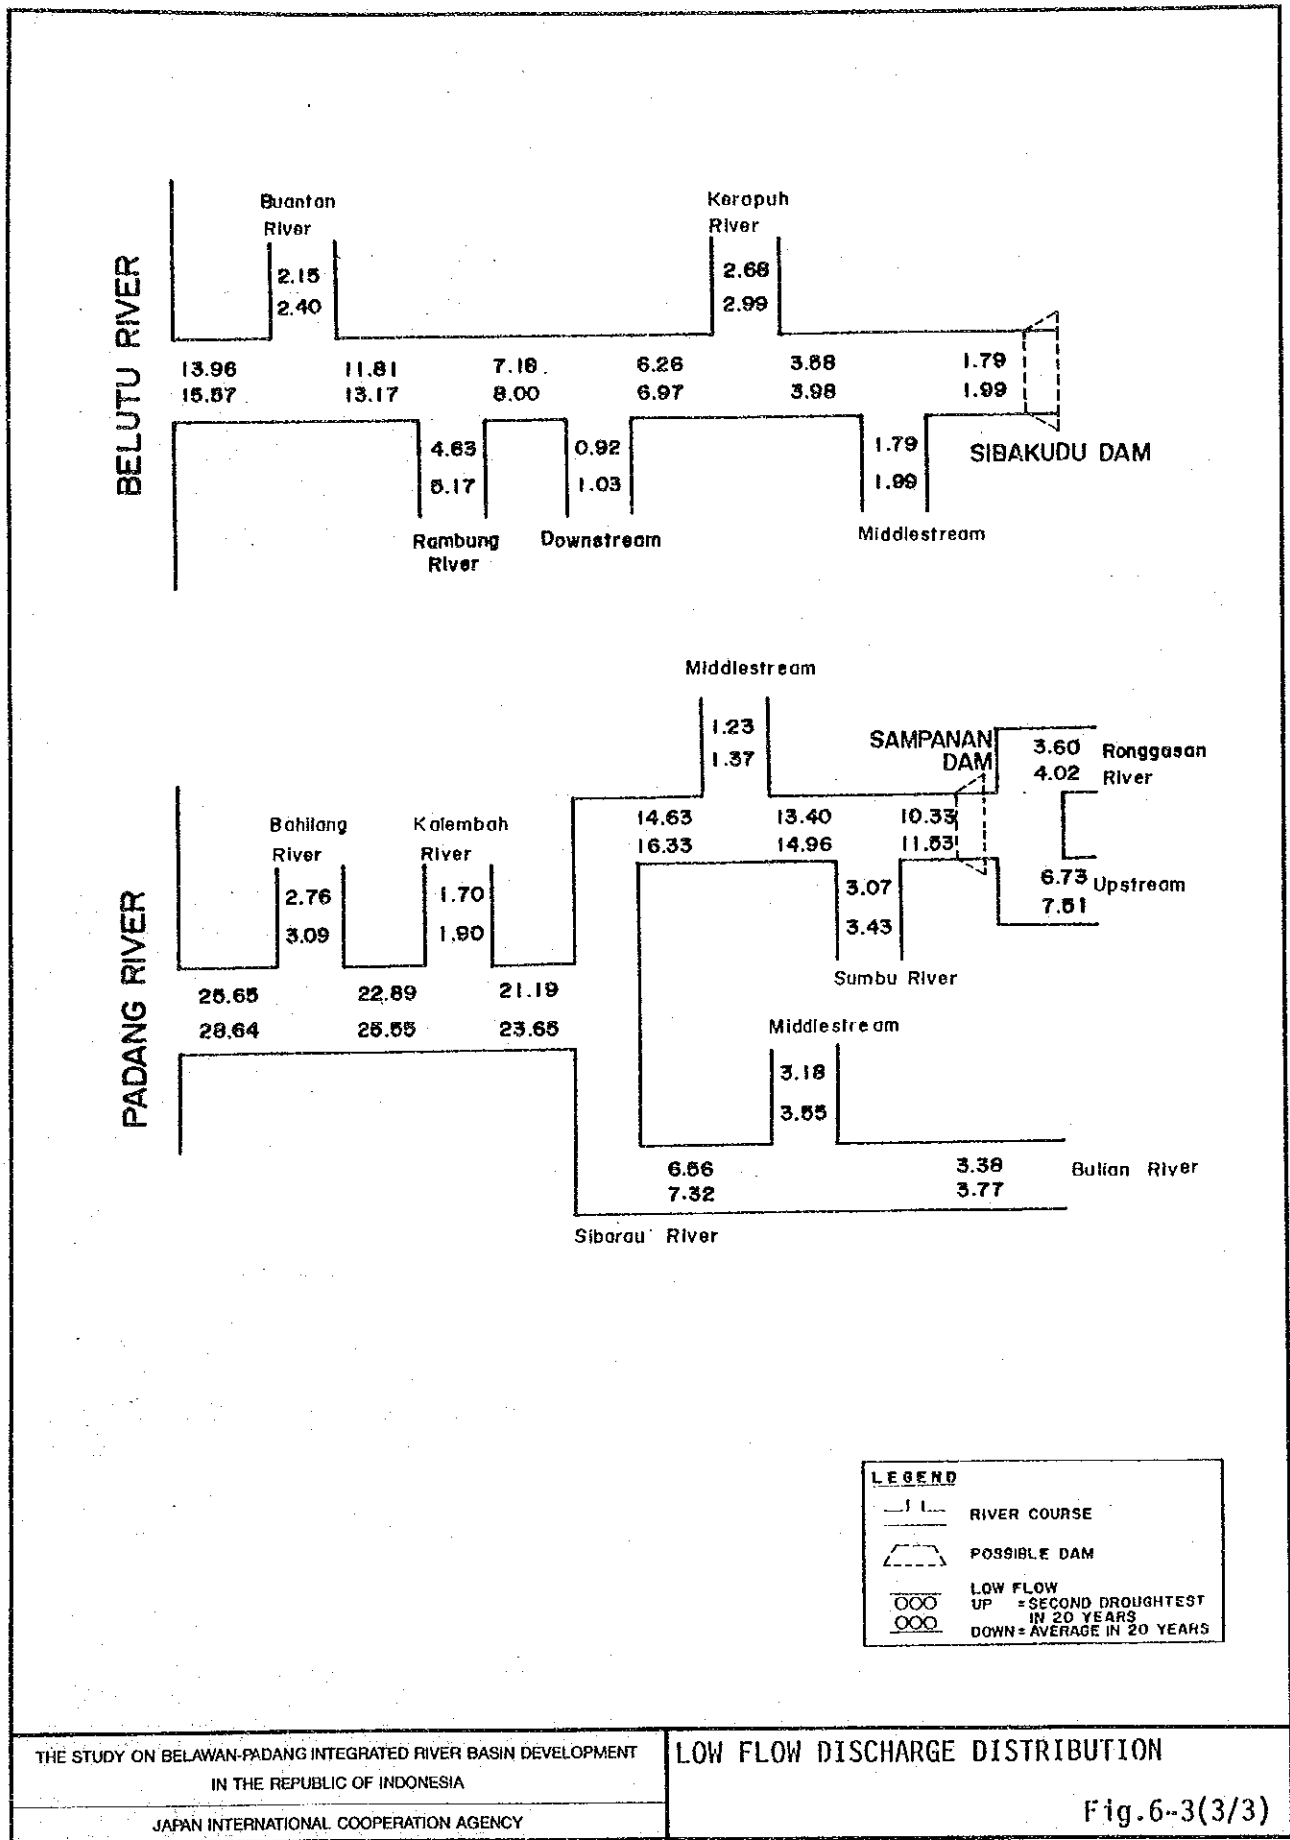 BELUTU RIVER
Buantan
River
2.15
2.40
Kerapuh
River
2.68
2.99
13.96 11.81 7.18 6.26 3.58 1.79
15.57 13.17 8.00 6.97 3.98 1.99
4.63 0.92 1.79
5.17 1.03 1.99
SIBAKUDU DAM
Rambung
River
Downstream
Middlestream
PADANG RIVER
Middlestream
1.23
1.37
SAMPANAN
DAM
3.60 Ronggasan
4.02 River
14.63 13.40 10.33
16.33 14.96 11.53
Bahilang
River
2.76
3.09
Kalembah
River
1.70
1.90
3.07
3.43
Sumbu River
6.73 Upstream
7.51
25.65 22.89 21.19
28.64 25.55 23.65
Middlestream
3.18
3.55
6.56 3.38
7.32 3.77
Bulian River
Sibarau River
LEGEND
RIVER COURSE
POSSIBLE DAM
LOW FLOW
OOO UP = SECOND DROUGHTEST
IN 20 YEARS
OOO DOWN = AVERAGE IN 20 YEARS
THE STUDY ON BELAWAN-PADANG INTEGRATED RIVER BASIN DEVELOPMENT
IN THE REPUBLIC OF INDONESIA
JAPAN INTERNATIONAL COOPERATION AGENCY
LOW FLOW DISCHARGE DISTRIBUTION
Fig.6-3(3/3)